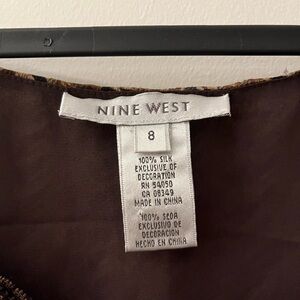 NINE WEST
8
100% SILK
EXCLUSIVE OF
DECORATION
RN 54050
CA 08349
MADE IN CHINA
100% SEDA
EXCLUSIVO DE
DECORACION
HECHO EN CHINA